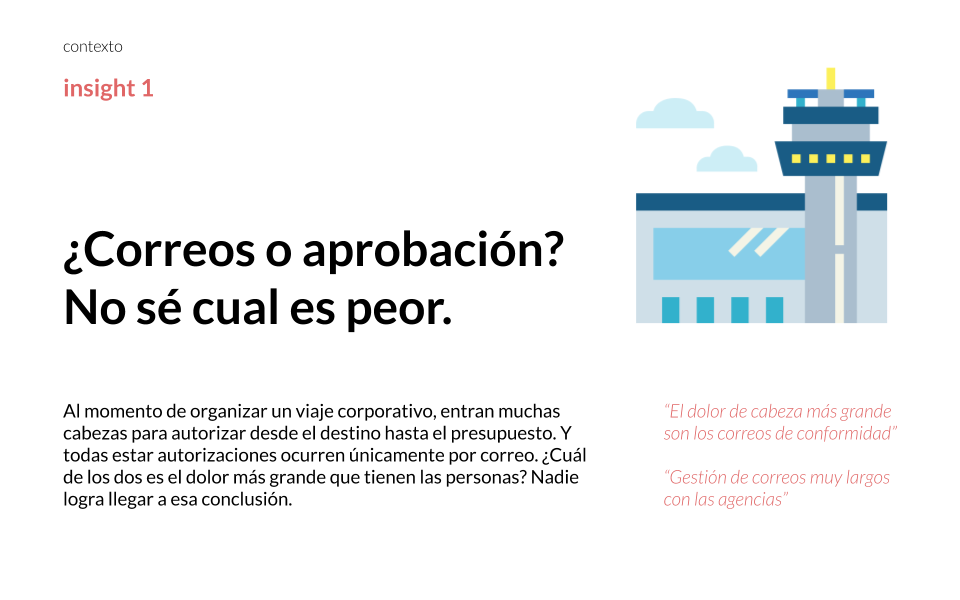 contexto
insight 1
¿Correos o aprobación?
No sé cual es peor.
Al momento de organizar un viaje corporativo, entran muchas
cabezas para autorizar desde el destino hasta el presupuesto. Y
todas estar autorizaciones ocurren únicamente por correo. ¿Cuál
de los dos es el dolor más grande que tienen las personas? Nadie
logra llegar a esa conclusión.
“El dolor de cabeza más grande
son los correos de conformidad”
“Gestión de correos muy largos
con las agencias”